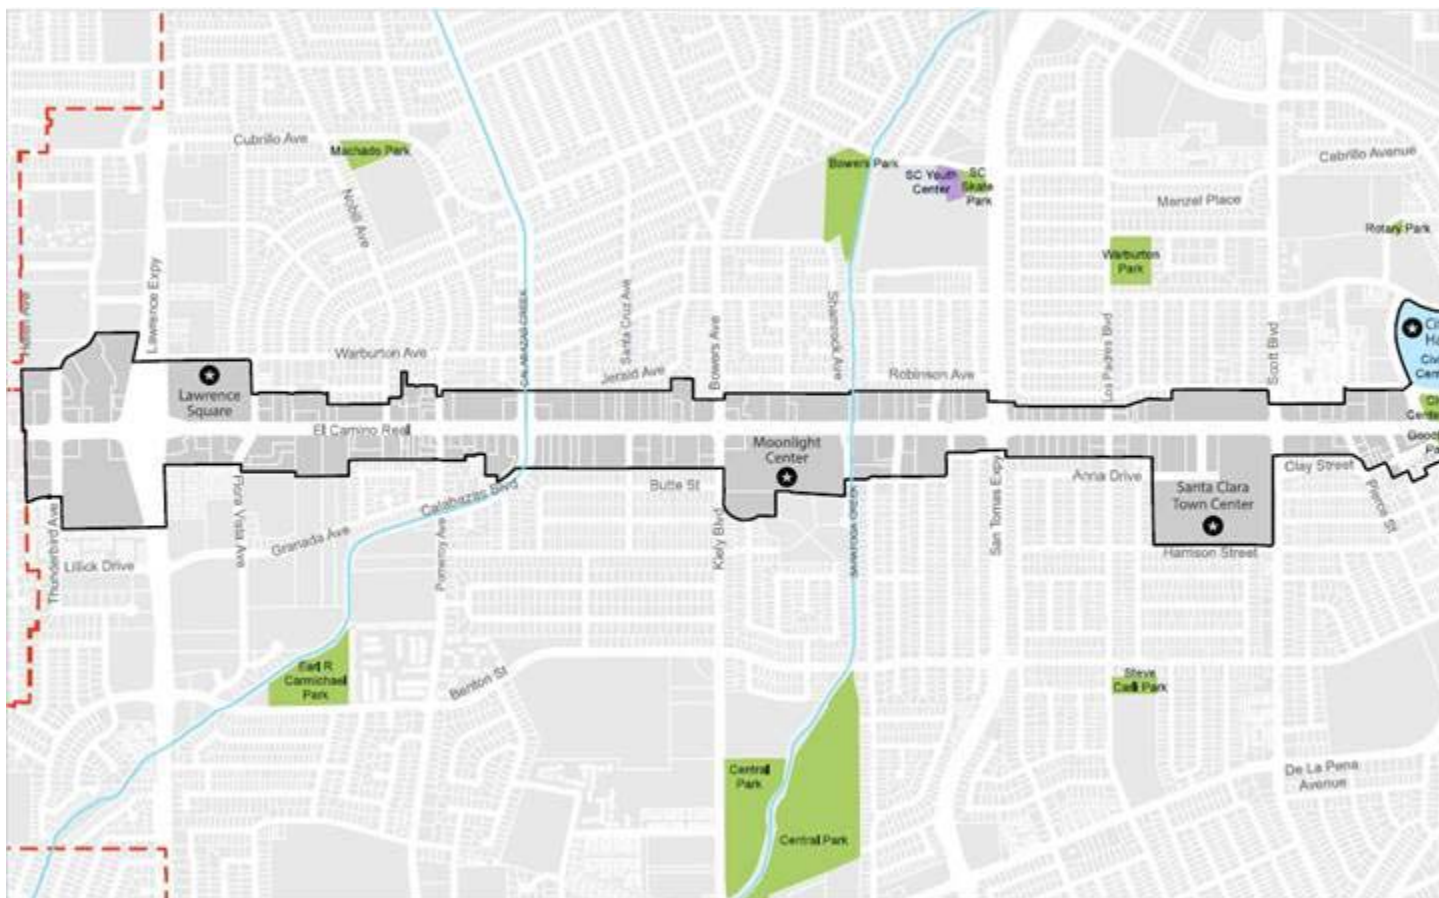 Cubrillo Ave
Machado Park
Nobili Ave
Bowers Park
SC Youth
Center
SC
Skate
Park
Cabrillo Avenue
Menzel Place
Rotary Park
Warburton
Park
Lawrence Expy
CALABAZAS CREEK
Santa Cruz Ave
Bowers Ave
Shamrock Ave
Los Padres Blvd
Scott Blvd
Warburton Ave
Robinson Ave
Lawrence
Square
El Camino Real
Moonlight
Center
Butte St
Anna Drive
Clay Street
Santa Clara
Town Center
Pierce St
Harrison Street
Flora Vista Ave
Granada Ave
Calabazas Blvd
Pomeroy Ave
Kiely Blvd
SARATOGA CREEK
San Tomas Expy
Thunderbird Ave
Lillick Drive
Earl R
Carmichael
Park
Benton St
Steve
Carli Park
Central
Park
Central Park
De La Pena
Avenue